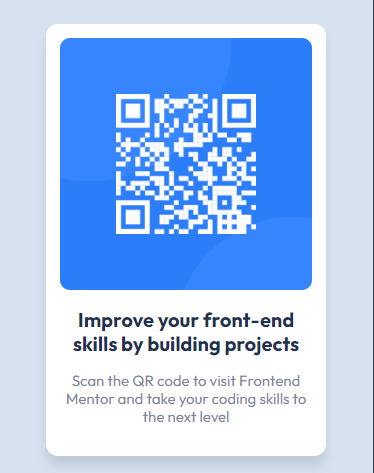 Improve your front-end
skills by building projects
Scan the QR code to visit Frontend
Mentor and take your coding skills to
the next level